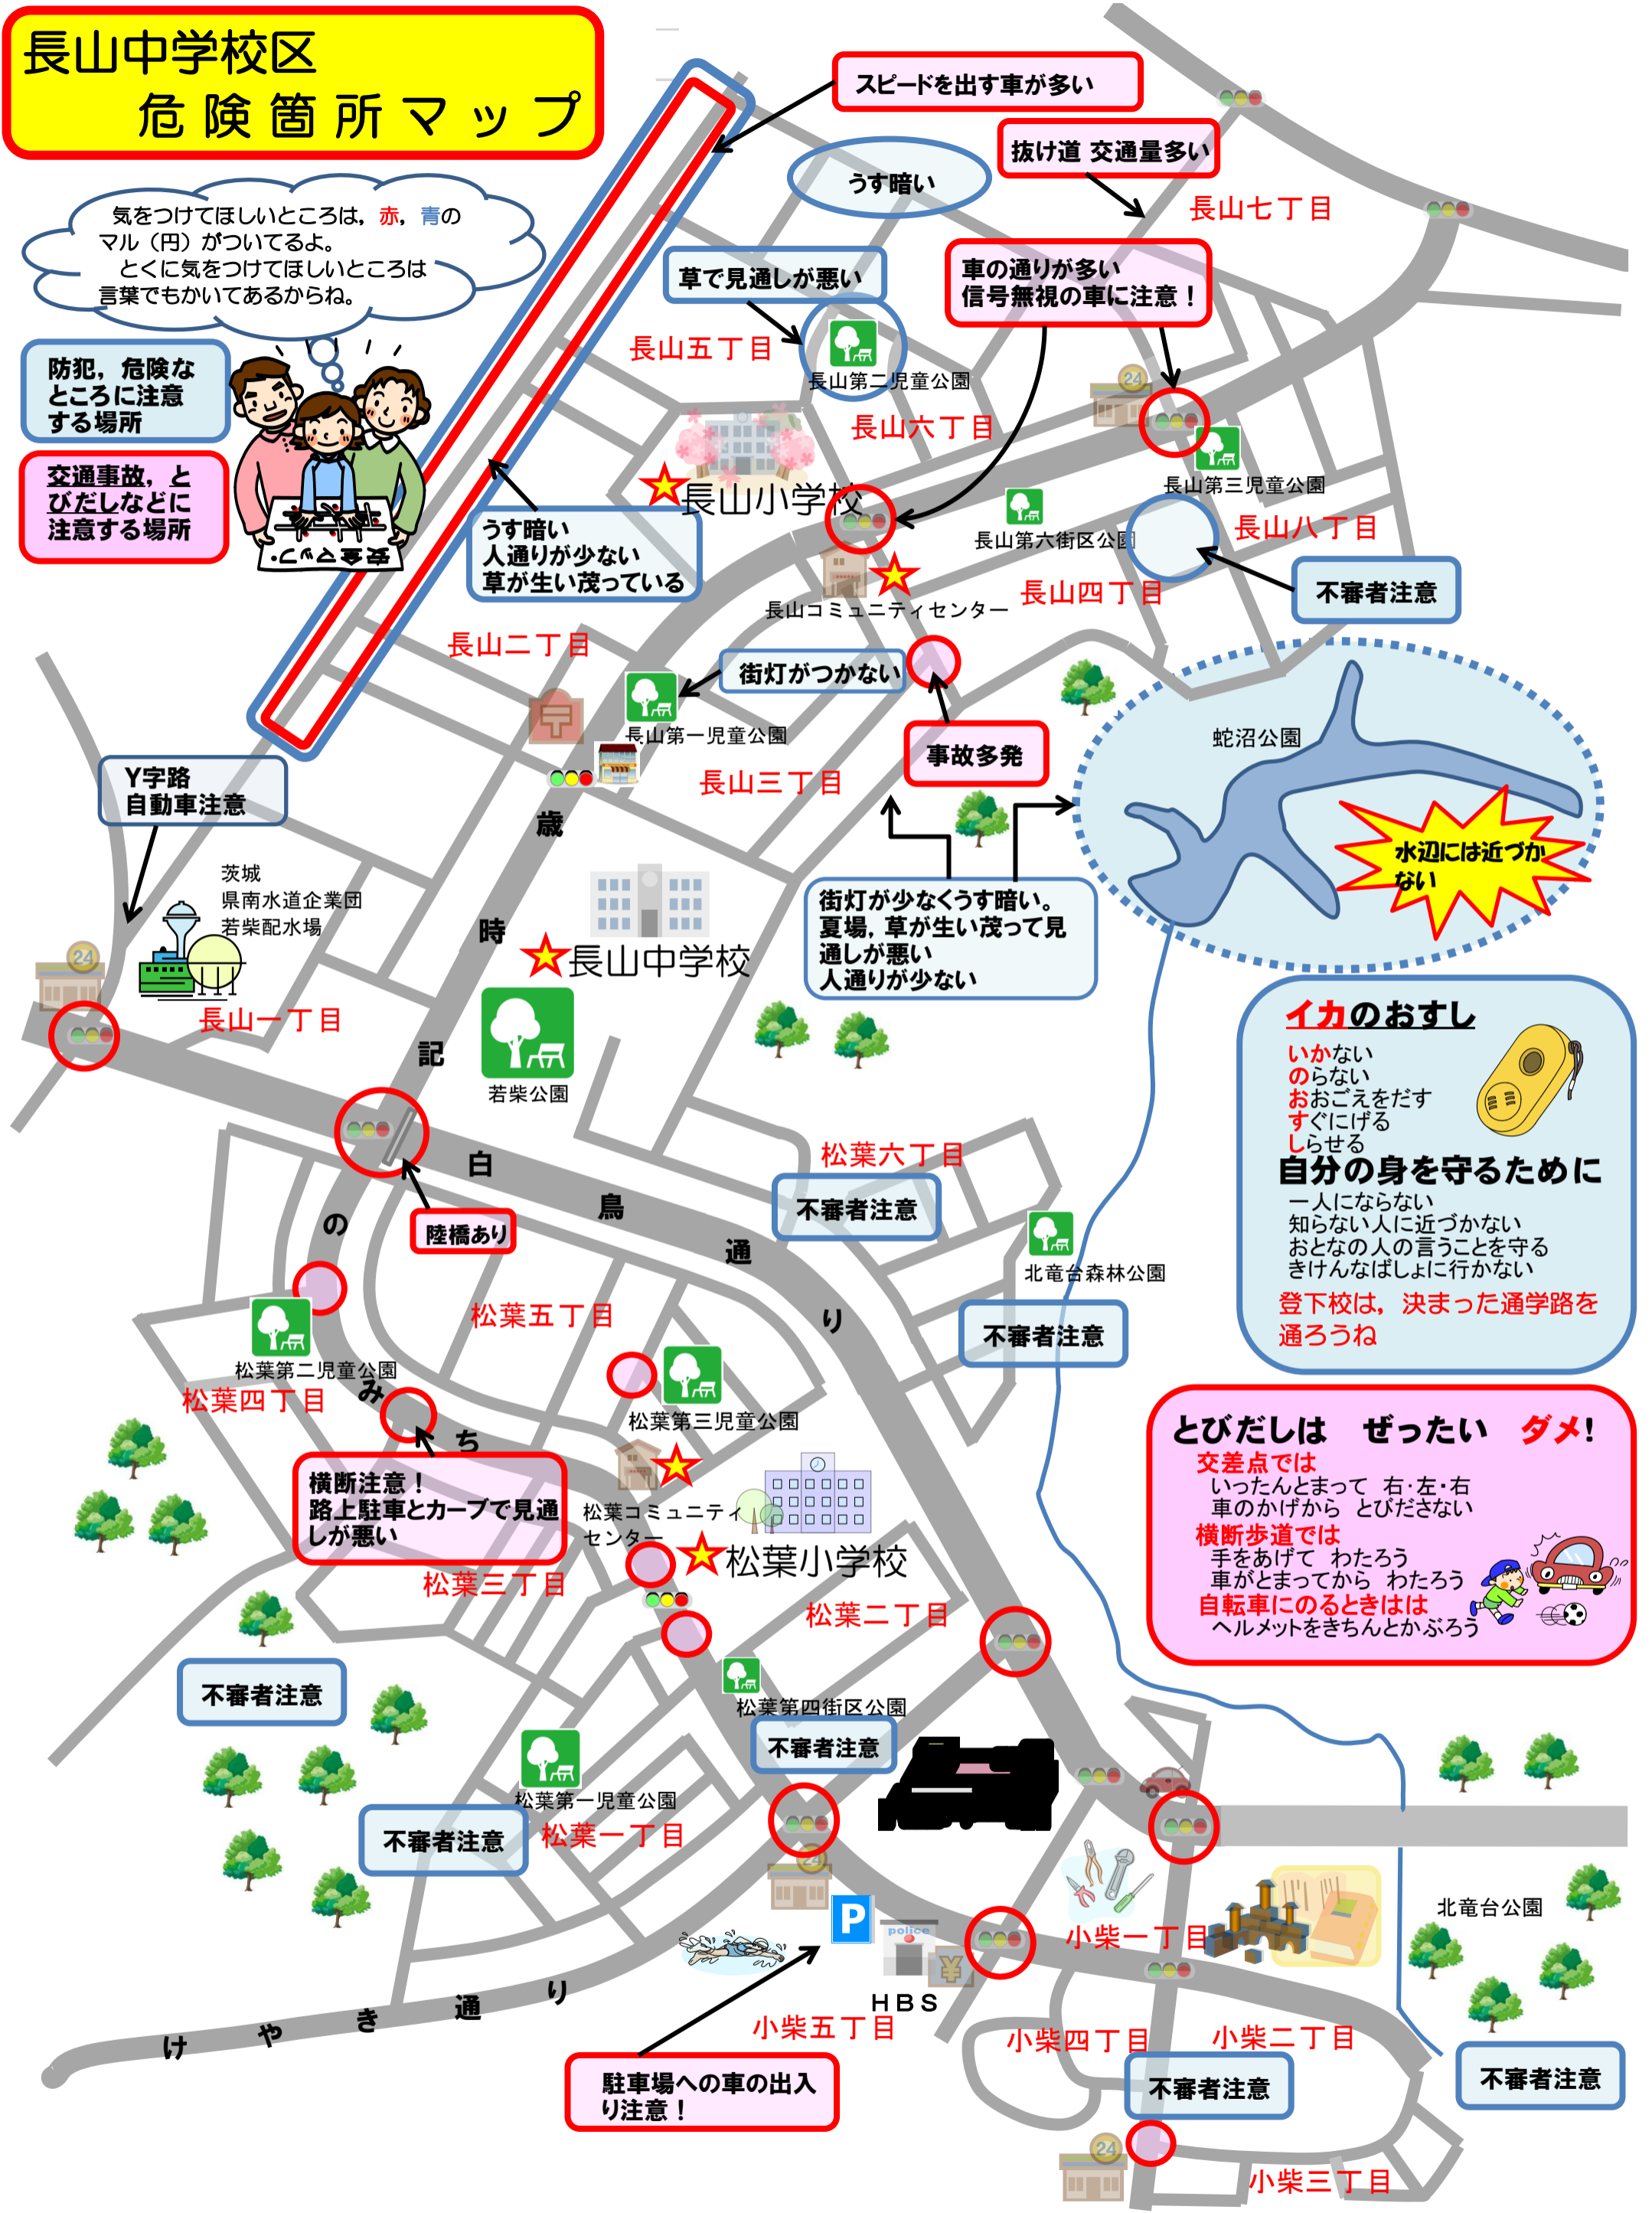 長山中学校区
危険箇所マップ
気をつけてほしいところは，赤，青の
マル（円）がついてるよ。
とくに気をつけてほしいところは
言葉でもかいてあるからね。
防犯，危険な
ところに注意
する場所
交通事故，と
びだしなどに
注意する場所
安全マップ
スピードを出す車が多い
抜け道 交通量多い
うす暗い
長山七丁目
草で見通しが悪い
車の通りが多い
信号無視の車に注意！
長山五丁目
長山第二児童公園
長山六丁目
24
長山小学校
長山第三児童公園
長山第六街区公園
長山八丁目
うす暗い
人通りが少ない
草が生い茂っている
長山コミュニティセンター
長山四丁目
不審者注意
長山二丁目
街灯がつかない
長山第一児童公園
事故多発
蛇沼公園
長山三丁目
水辺には近づか
ない
Y字路
自動車注意
歳
時
記
の
み
ち
茨城
県南水道企業団
若柴配水場
長山中学校
街灯が少なくうす暗い。
夏場，草が生い茂って見
通しが悪い
人通りが少ない
24
長山一丁目
若柴公園
イカのおすし
いかない
のらない
おおごえをだす
すぐにげる
しらせる
自分の身を守るために
一人にならない
知らない人に近づかない
おとなの人の言うことを守る
きけんなばしょに行かない
登下校は，決まった通学路を
通ろうね
白
鳥
通
り
陸橋あり
松葉六丁目
不審者注意
北竜台森林公園
不審者注意
松葉五丁目
松葉第二児童公園
松葉四丁目
松葉第三児童公園
横断注意！
路上駐車とカーブで見通
しが悪い
松葉コミュニティ
センター
松葉小学校
松葉三丁目
松葉二丁目
とびだしは　ぜったい　ダメ！
交差点では
いったんとまって　右・左・右
車のかげから　とびださない
横断歩道では
手をあげて　わたろう
車がとまってから　わたろう
自転車にのるときはは
ヘルメットをきちんとかぶろう
不審者注意
松葉第四街区公園
不審者注意
松葉第一児童公園
松葉一丁目
不審者注意
24
P
police
¥
HBS
小柴一丁目
北竜台公園
け
や
き
通
り
小柴五丁目
小柴四丁目
小柴二丁目
駐車場への車の出入
り注意！
不審者注意
不審者注意
24
小柴三丁目